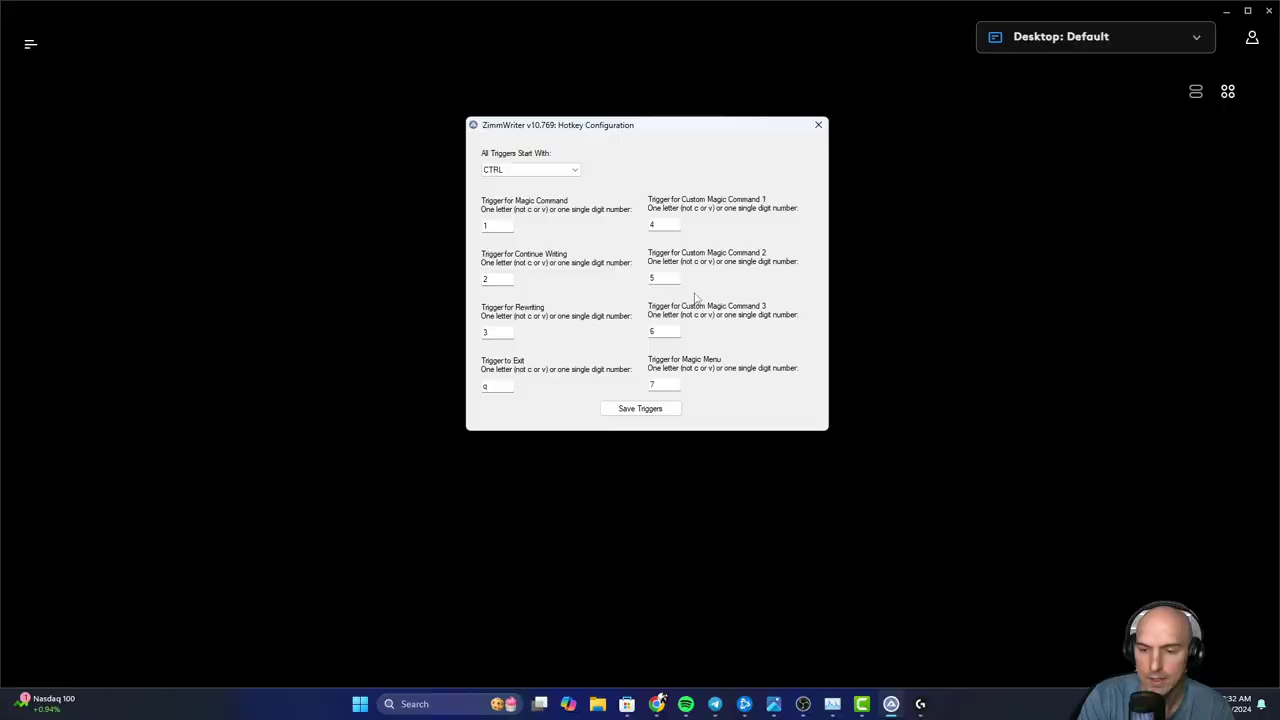 Desktop: Default
ZimmWriter v10.769: Hotkey Configuration
All Triggers Start With:
CTRL
Trigger for Magic Command
One letter (not c or v) or one single digit number:
1
Trigger for Continue Writing
One letter (not c or v) or one single digit number:
2
Trigger for Rewriting
One letter (not c or v) or one single digit number:
3
Trigger to Exit
One letter (not c or v) or one single digit number:
q
Trigger for Custom Magic Command 1
One letter (not c or v) or one single digit number:
4
Trigger for Custom Magic Command 2
One letter (not c or v) or one single digit number:
5
Trigger for Custom Magic Command 3
One letter (not c or v) or one single digit number:
6
Trigger for Magic Menu
One letter (not c or v) or one single digit number:
7
Save Triggers
1
Nasdaq 100
+0.94%
Search
:32 AM
/2024